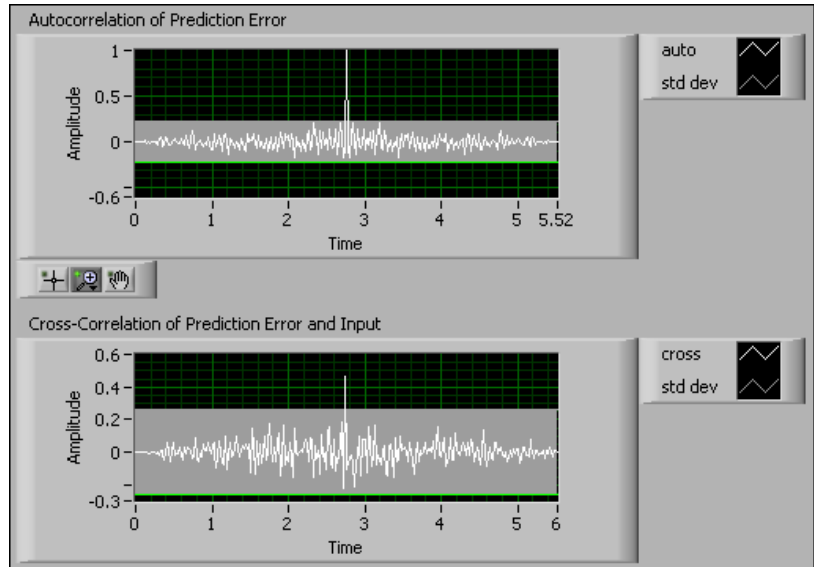 Autocorrelation of Prediction Error
auto
std dev
Amplitude
1
0.5
0
-0.6
0 1 2 3 4 5 5.52
Time
Cross-Correlation of Prediction Error and Input
cross
std dev
Amplitude
0.6
0.4
0.2
0
-0.3
0 1 2 3 4 5 6
Time